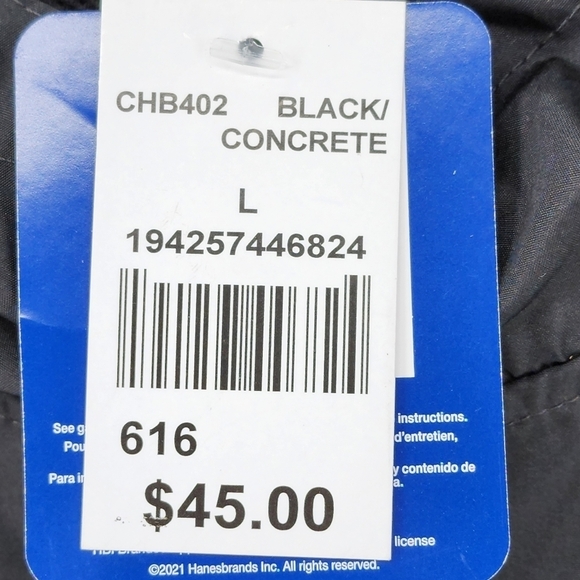 CHB402 BLACK/
CONCRETE
L
194257446824
616
$45.00
See
instructions.
d'entretien,
Para
y contenido de
a.
license
©2021 Hanesbrands Inc. All rights reserved.